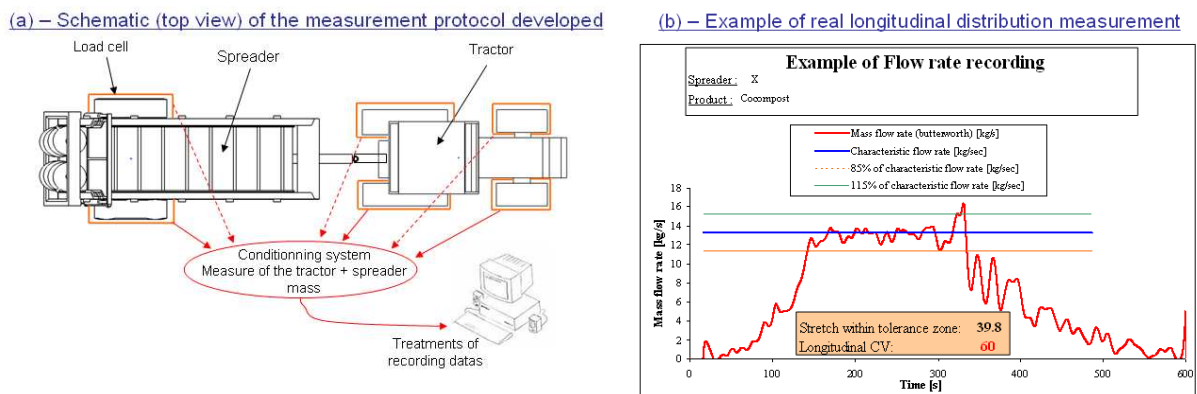 (a) – Schematic (top view) of the measurement protocol developed
Load cell
Spreader
Tractor
Conditionning system
Measure of the tractor + spreader
mass
Treatments of
recording datas
(b) – Example of real longitudinal distribution measurement
Example of Flow rate recording
Spreader : X
Product : Cocompost
Mass flow rate (butterworth) [kg/s]
Characteristic flow rate [kg/sec]
85% of characteristic flow rate [kg/sec]
115% of characteristic flow rate [kg/sec]
Mass flow rate [kg/s]
18
16
14
12
10
8
6
4
2
0
Stretch within tolerance zone: 39.8
Longitudinal CV: 60
0 100 200 300 400 500 600
Time [s]